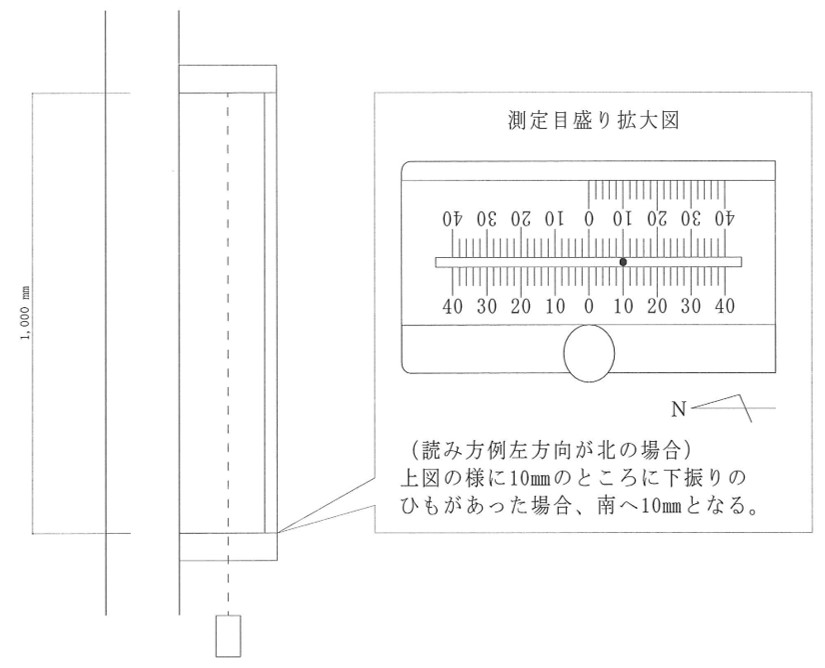 測定目盛り拡大図
40 30 20 10 0 10 20 30 40
40 30 20 10 0 10 20 30 40
1,000 mm
N
（読み方例左方向が北の場合）
上図の様に10㎜のところに下振りの
ひもがあった場合、南へ10㎜となる。